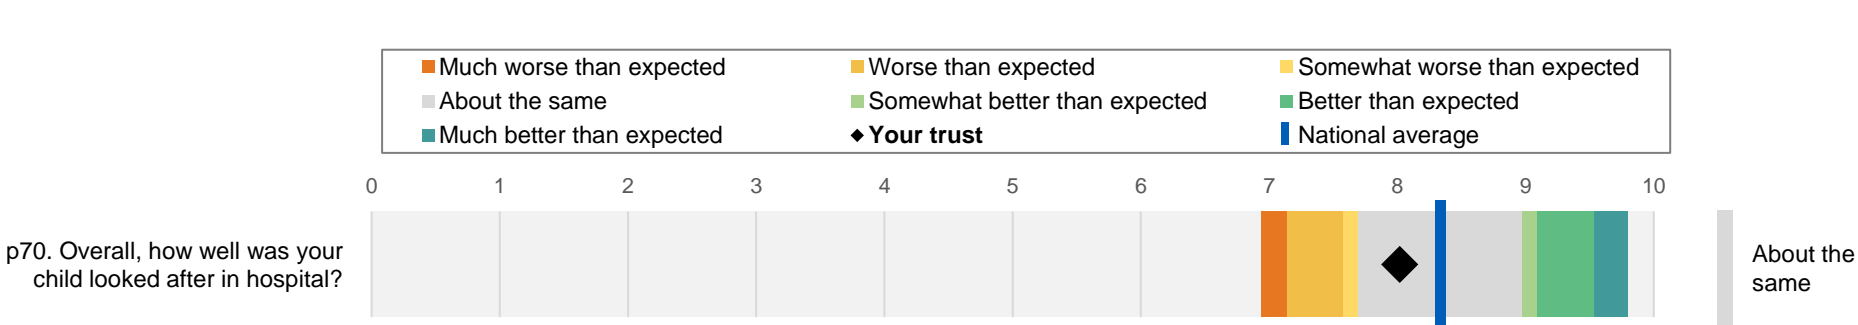 Much worse than expected
Worse than expected
Somewhat worse than expected
About the same
Somewhat better than expected
Better than expected
Much better than expected
Your trust
National average
0 1 2 3 4 5 6 7 8 9 10
p70. Overall, how well was your
child looked after in hospital?
About the
same